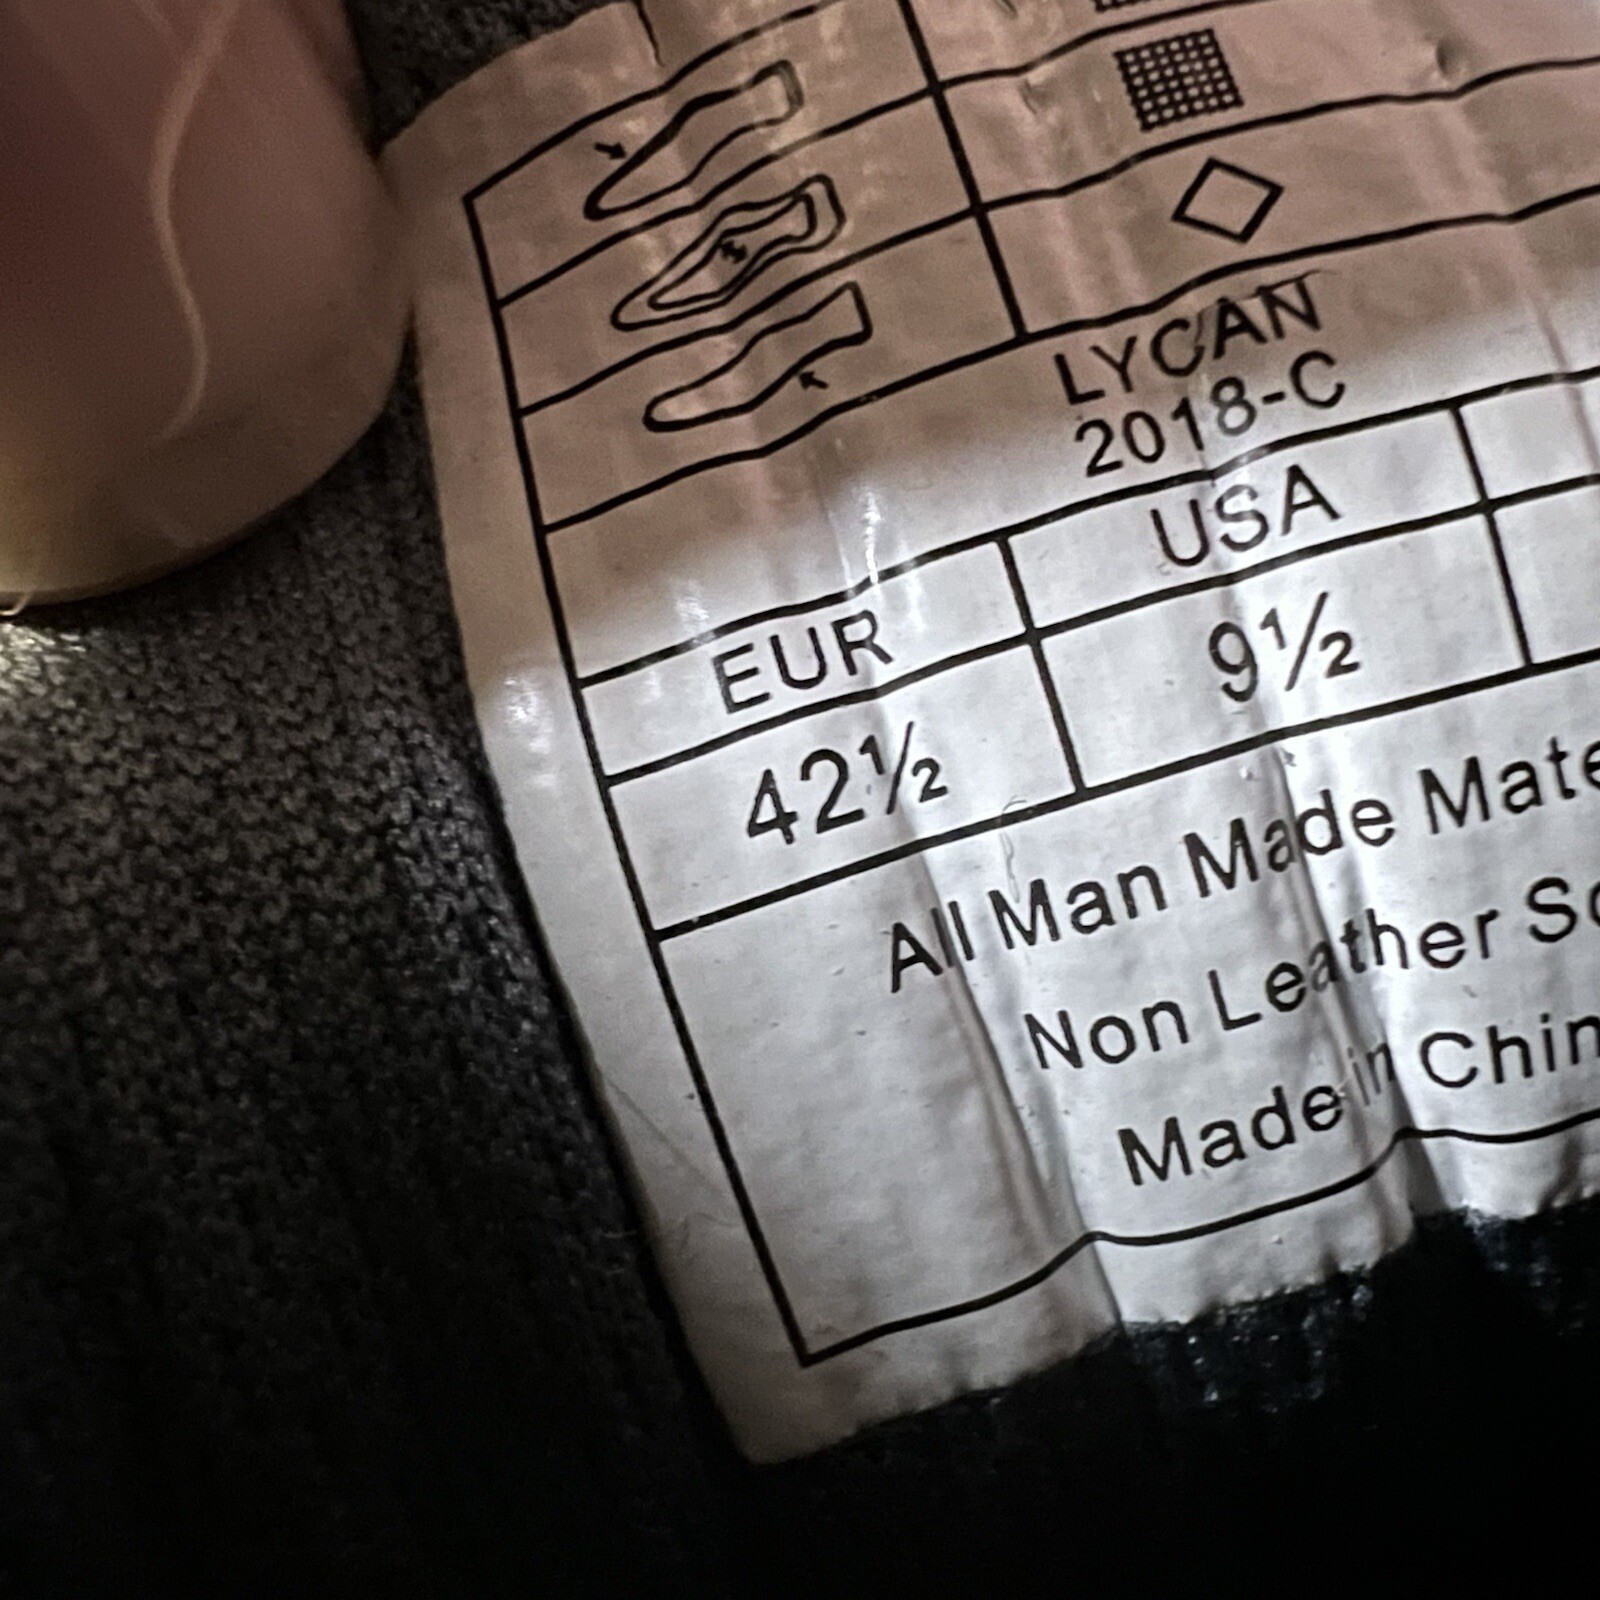 LYCAN
2018-C
EUR USA
42½ 9½
All Man Made Mate
Non Leather So
Made in Chin